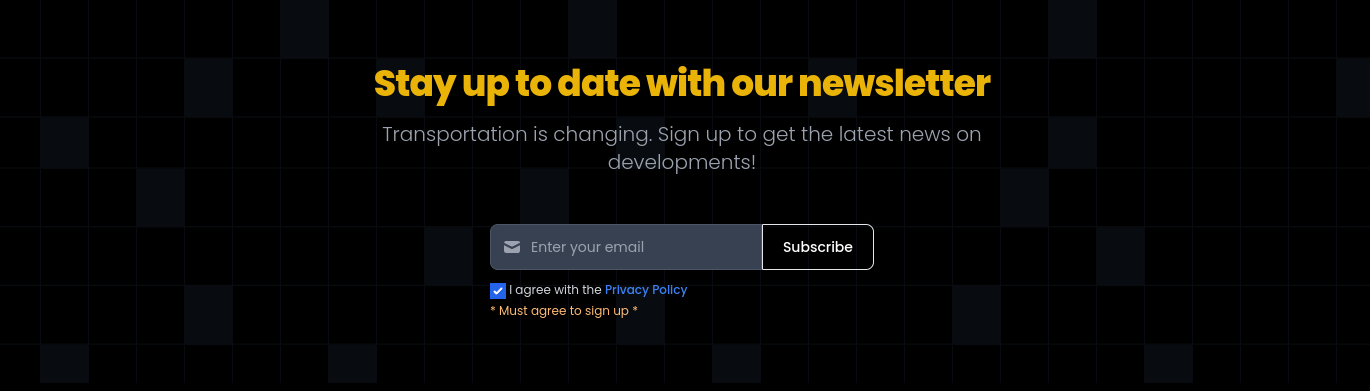 Stay up to date with our newsletter
Transportation is changing. Sign up to get the latest news on
developments!
Enter your email
Subscribe
I agree with the Privacy Policy
* Must agree to sign up *